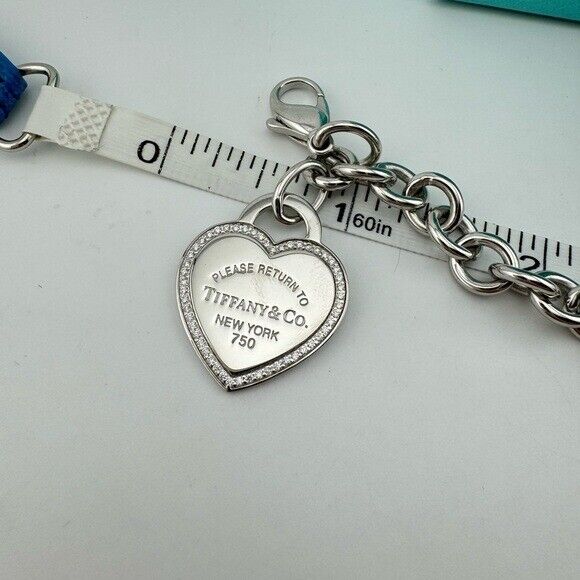 0
1
60in
2
PLEASE RETURN TO
TIFFANY & CO.
NEW YORK
750